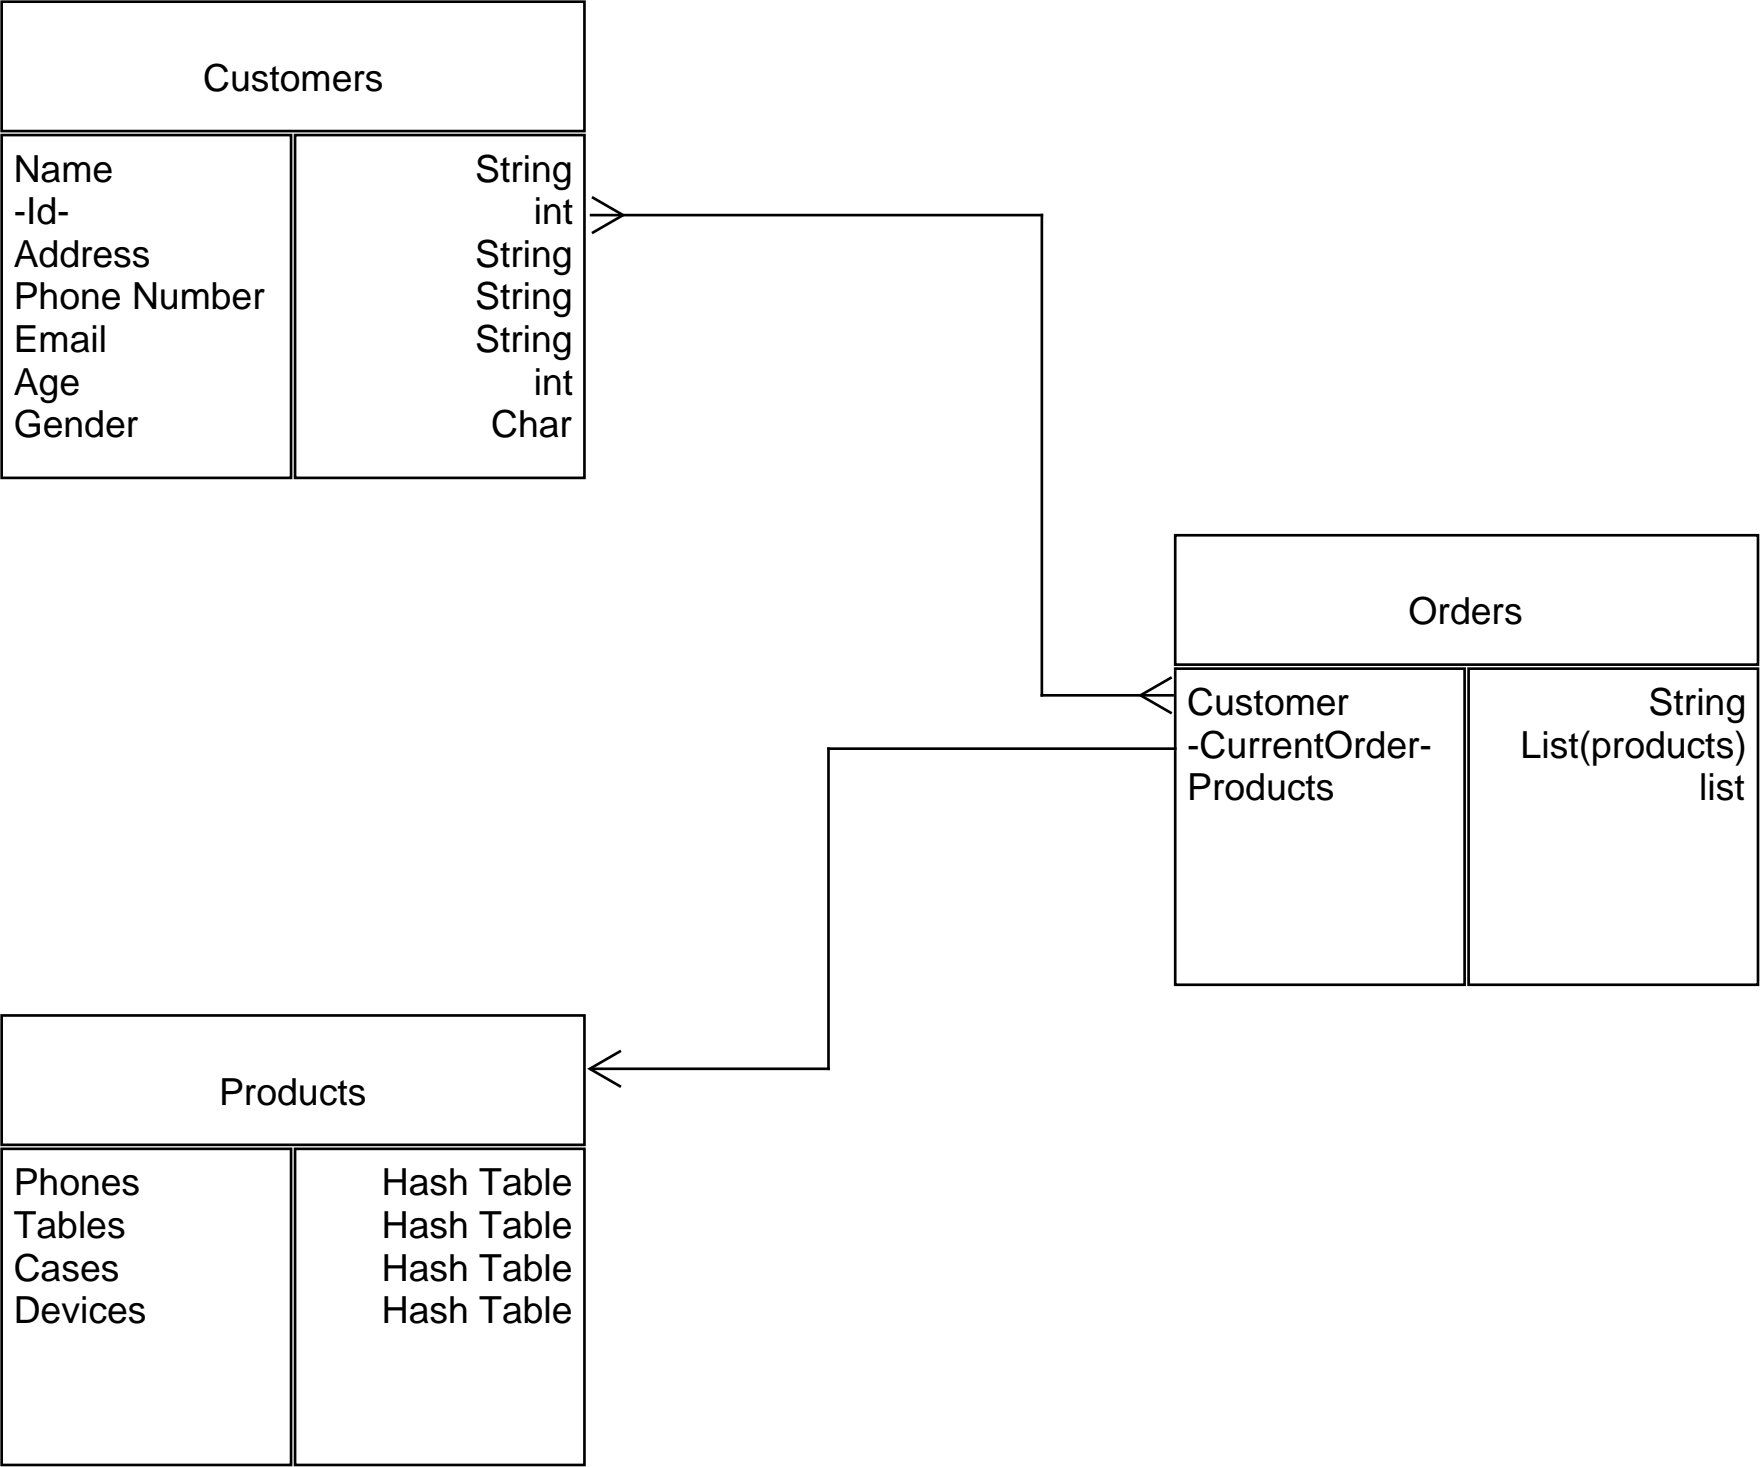 Customers
Name String
-Id- int
Address String
Phone Number String
Email String
Age int
Gender Char
Orders
Customer String
-CurrentOrder- List(products)
Products list
Products
Phones Hash Table
Tables Hash Table
Cases Hash Table
Devices Hash Table